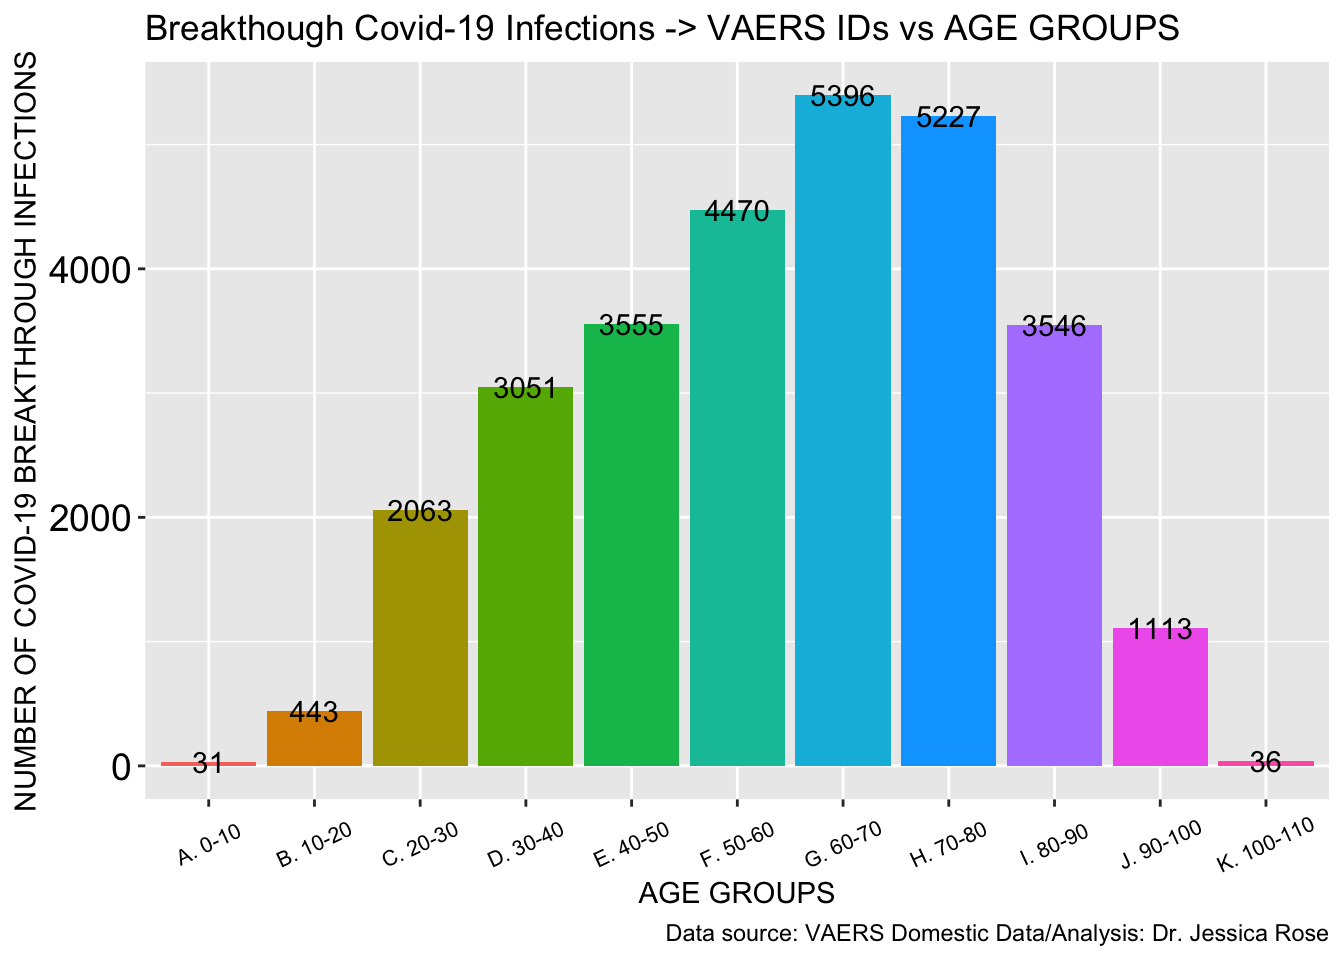 Breakthough Covid-19 Infections -> VAERS IDs vs AGE GROUPS
NUMBER OF COVID-19 BREAKTHROUGH INFECTIONS
4000
2000
0
31
443
2063
3051
3555
4470
5396
5227
3546
1113
36
A. 0-10
B. 10-20
C. 20-30
D. 30-40
E. 40-50
F. 50-60
G. 60-70
H. 70-80
I. 80-90
J. 90-100
K. 100-110
AGE GROUPS
Data source: VAERS Domestic Data/Analysis: Dr. Jessica Rose